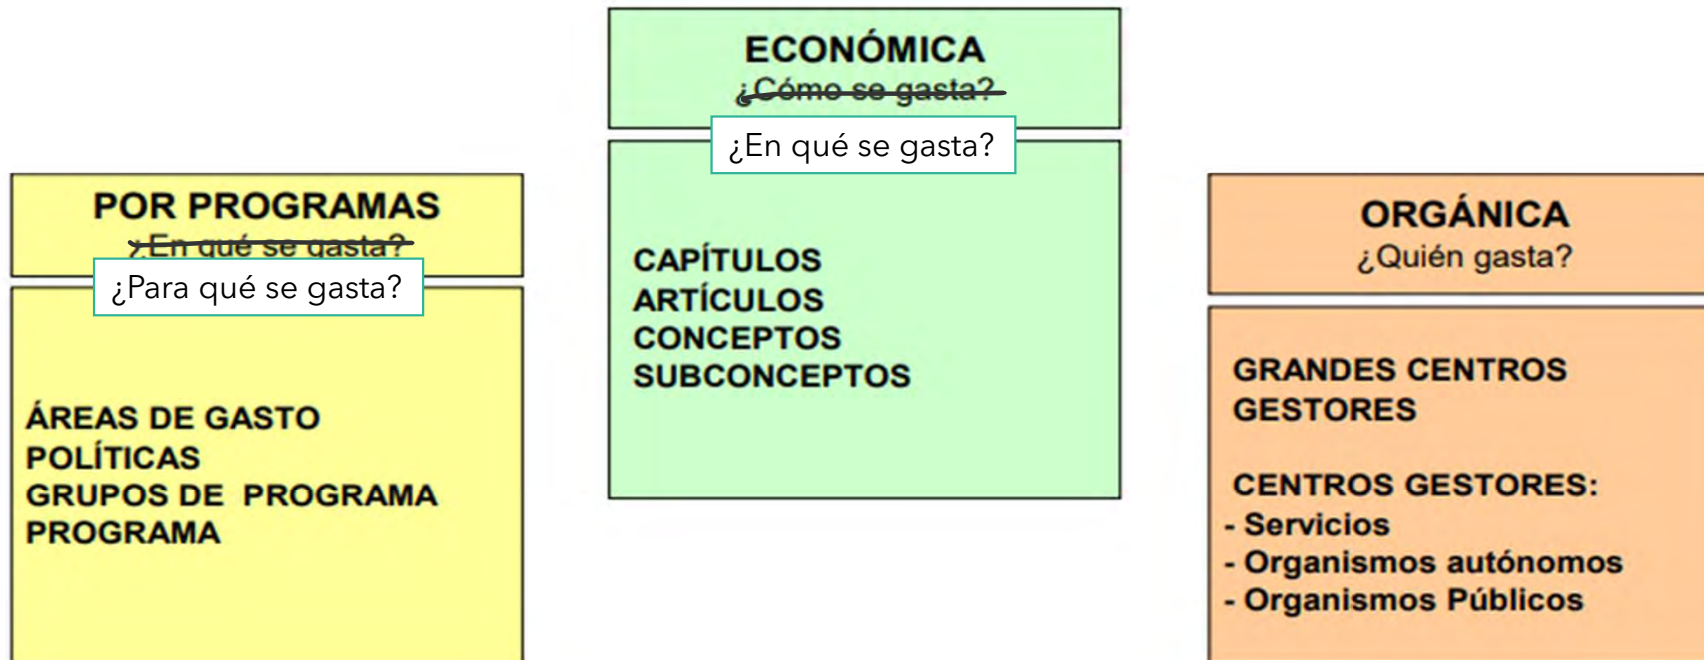 POR PROGRAMAS
¿En qué se gasta?
¿Para qué se gasta?
ÁREAS DE GASTO
POLÍTICAS
GRUPOS DE PROGRAMA
PROGRAMA
ECONÓMICA
¿Cómo se gasta?
¿En qué se gasta?
CAPÍTULOS
ARTÍCULOS
CONCEPTOS
SUBCONCEPTOS
ORGÁNICA
¿Quién gasta?
GRANDES CENTROS
GESTORES
CENTROS GESTORES:
- Servicios
- Organismos autónomos
- Organismos Públicos